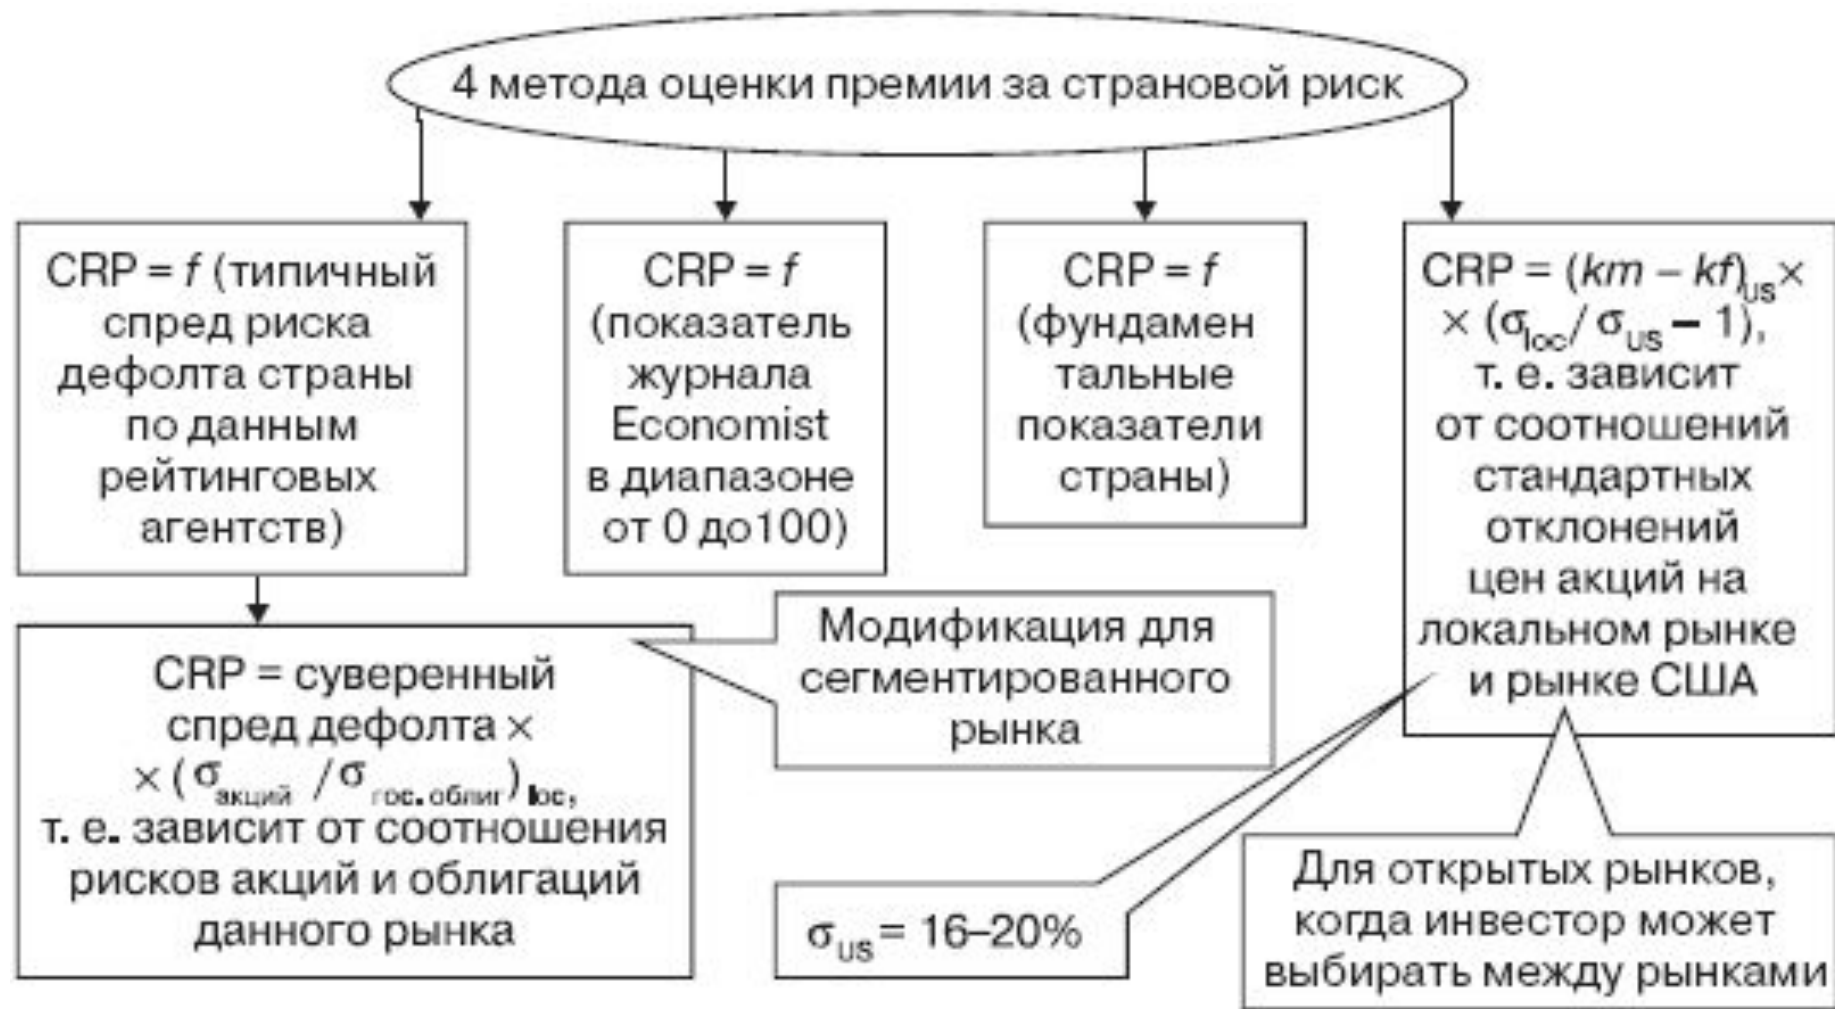 4 метода оценки премии за страновой риск
CRP = f (типичный
спред риска
дефолта страны
по данным
рейтинговых
агентств)
CRP = f
(показатель
журнала
Economist
в диапазоне
от 0 до100)
CRP = f
(фундамен
тальные
показатели
страны)
CRP = (km – kf)US ×
× (σloc/ σUS – 1),
т. е. зависит
от соотношений
стандартных
отклонений
цен акций на
локальном рынке
и рынке США
CRP = суверенный
спред дефолта ×
× (σакций /σгос. облиг)loc,
т. е. зависит от соотношения
рисков акций и облигаций
данного рынка
Модификация для
сегментированного
рынка
σUS = 16–20%
Для открытых рынков,
когда инвестор может
выбирать между рынками